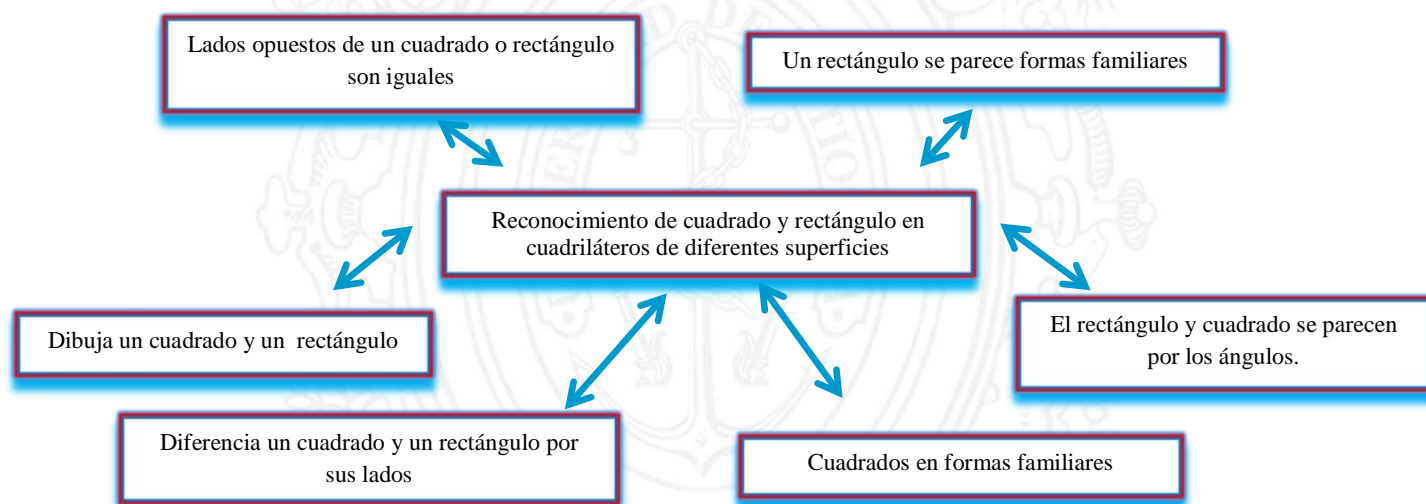 Lados opuestos de un cuadrado o rectángulo
son iguales
Un rectángulo se parece formas familiares
Reconocimiento de cuadrado y rectángulo en
cuadriláteros de diferentes superficies
Dibuja un cuadrado y un rectángulo
El rectángulo y cuadrado se parecen
por los ángulos.
Diferencia un cuadrado y un rectángulo por
sus lados
Cuadrados en formas familiares